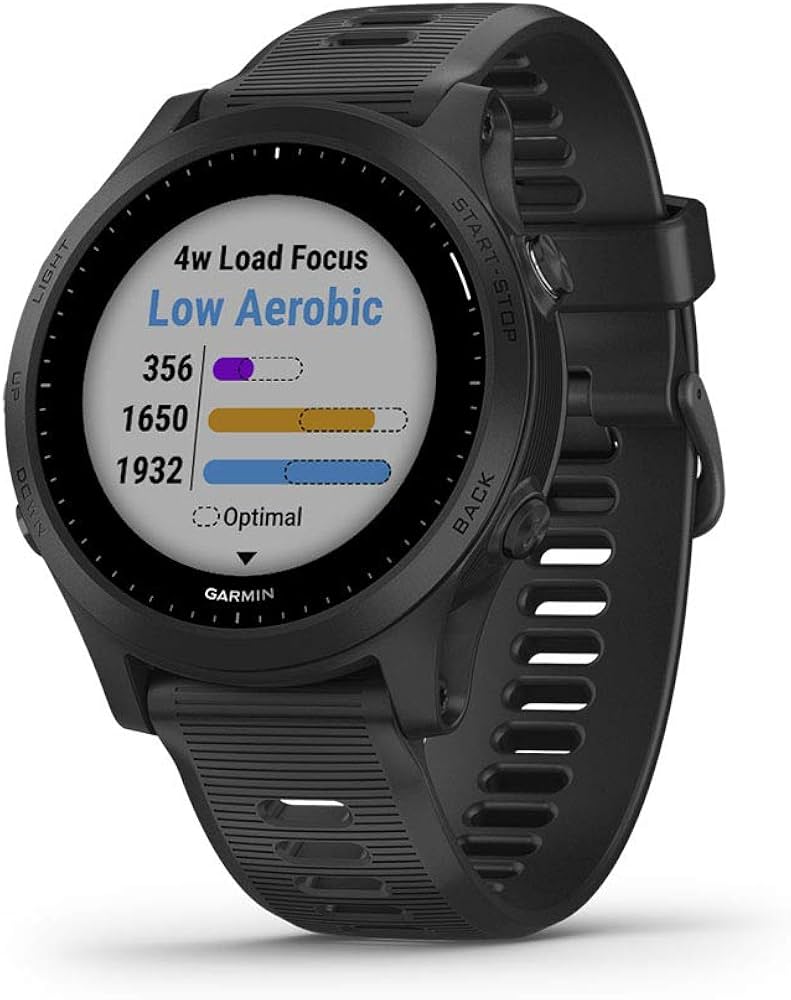 4w Load Focus
Low Aerobic
356
1650
1932
Optimal
GARMIN
LIGHT
UP
DOWN
START-STOP
BACK